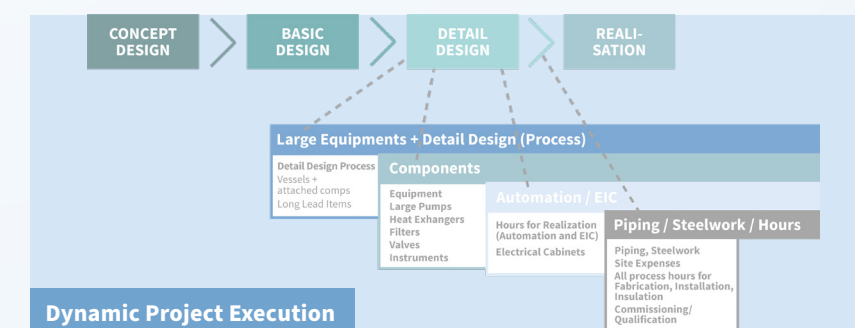 CONCEPT
DESIGN
BASIC
DESIGN
DETAIL
DESIGN
REALI-
SATION
Large Equipments + Detail Design (Process)
Detail Design Process
Vessels +
attached comps
Long Lead Items
Components
Equipment
Large Pumps
Heat Exhangers
Filters
Valves
Instruments
Automation / EIC
Hours for Realization
(Automation and EIC)
Electrical Cabinets
Piping / Steelwork / Hours
Piping, Steelwork
Site Expenses
All process hours for
Fabrication, Installation,
Insulation
Commissioning/
Qualification
Dynamic Project Execution